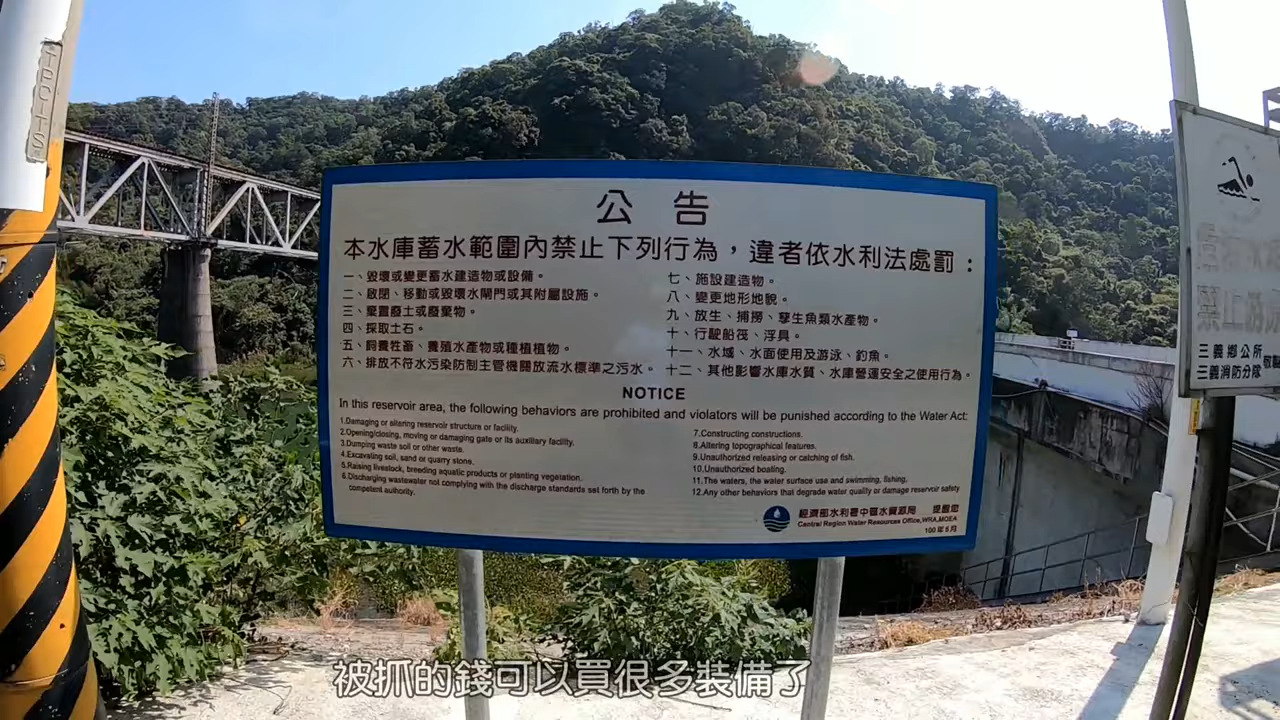 公告
本水庫蓄水範圍內禁止下列行為，違者依水利法處罰：
一、毀壞或變更蓄水建造物或設備。
二、啟閉、移動或毀壞水閘門或其附屬設施。
三、棄置廢土或廢棄物。
四、採取土石。
五、飼養牲畜、養殖水產物或種植植物。
六、排放不符水污染防制主管機關放流水標準之污水。
七、施設建造物。
八、變更地形地貌。
九、放生、捕撈、孳生魚類水產物。
十、行駛船筏、浮具。
十一、水域、水面使用及游泳、釣魚。
十二、其他影響水庫水質、水庫營運安全之使用行為。
NOTICE
In this reservoir area, the following behaviors are prohibited and violators will be punished according to the Water Act:
1.Damaging or altering reservoir structure or facility.
2.Opening/closing, moving or damaging gate or its auxiliary facility.
3.Dumping waste soil or other waste.
4.Excavating soil, sand or quarry stone.
5.Raising livestock, breeding aquatic products or planting vegetation.
6.Discharging wastewater not complying with the discharge standards set forth by the
competent authority.
7.Constructing constructions.
8.Altering topographical features.
9.Unauthorized releasing or catching of fish.
10.Unauthorized boating.
11.The waters, the water surface use and swimming, fishing.
12.Any other behaviors that degrade water quality or damage reservoir safety
經濟部水利署中區水資源局 提醒您
Central Region Water Resources Office,WRA,MOEA
100年5月
禁止游
三義鄉公所
三義消防分隊
敬製
被抓的錢可以買很多裝備了